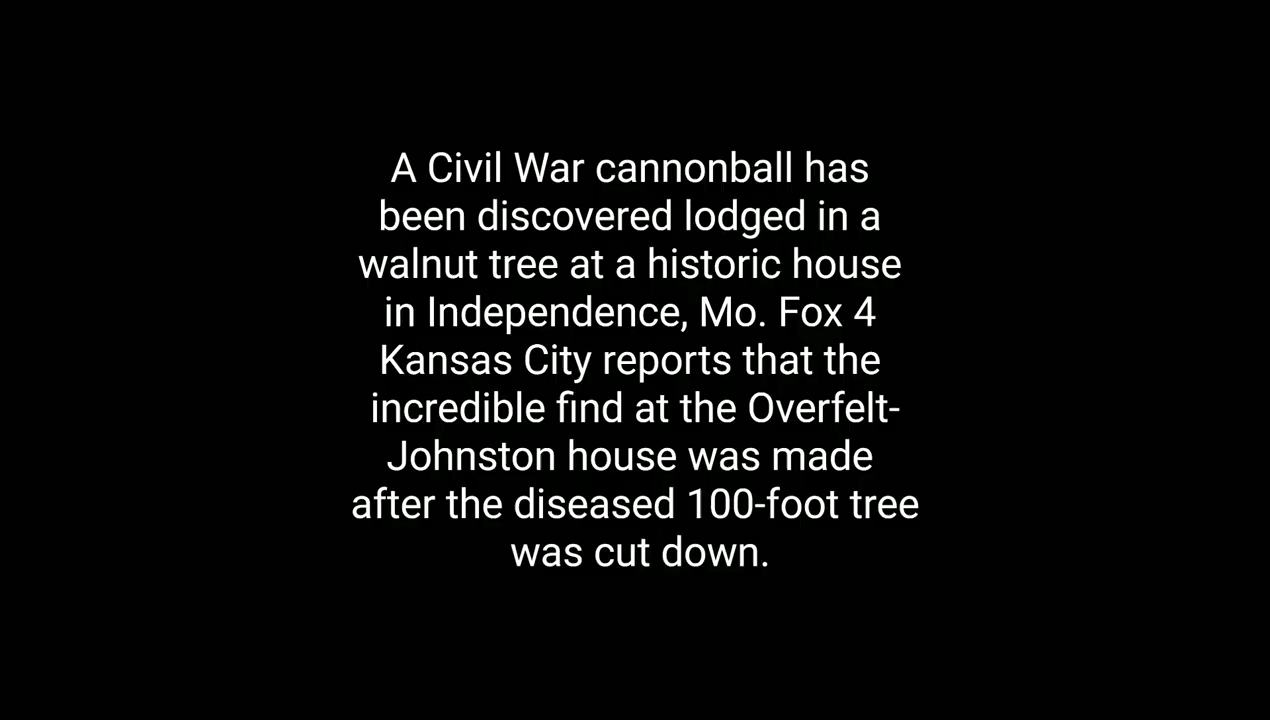 A Civil War cannonball has
been discovered lodged in a
walnut tree at a historic house
in Independence, Mo. Fox 4
Kansas City reports that the
incredible find at the Overfelt-
Johnston house was made
after the diseased 100-foot tree
was cut down.